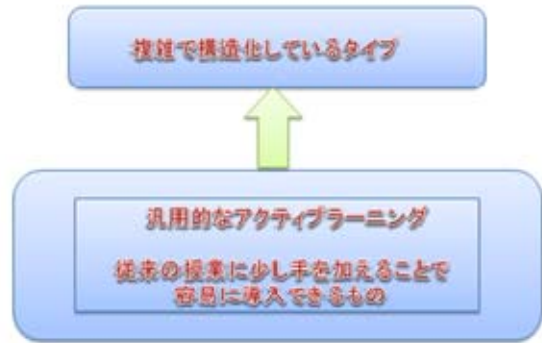 複雑で構造化しているタイプ
汎用的なアクティブラーニング
従来の授業に少し手を加えることで
容易に導入できるもの